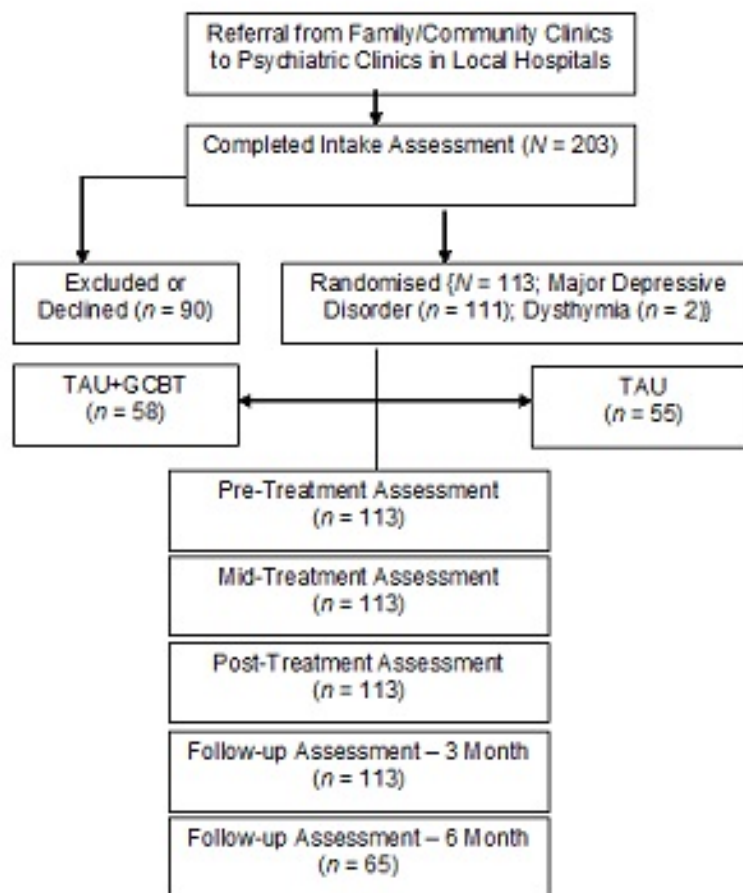 Referral from Family/Community Clinics
to Psychiatric Clinics in Local Hospitals
Completed Intake Assessment (N = 203)
Excluded or
Declined (n = 90)
Randomised {N = 113; Major Depressive
Disorder (n = 111); Dysthymia (n = 2)}
TAU+GCBT
(n = 58)
TAU
(n = 55)
Pre-Treatment Assessment
(n = 113)
Mid-Treatment Assessment
(n = 113)
Post-Treatment Assessment
(n = 113)
Follow-up Assessment – 3 Month
(n = 113)
Follow-up Assessment – 6 Month
(n = 65)